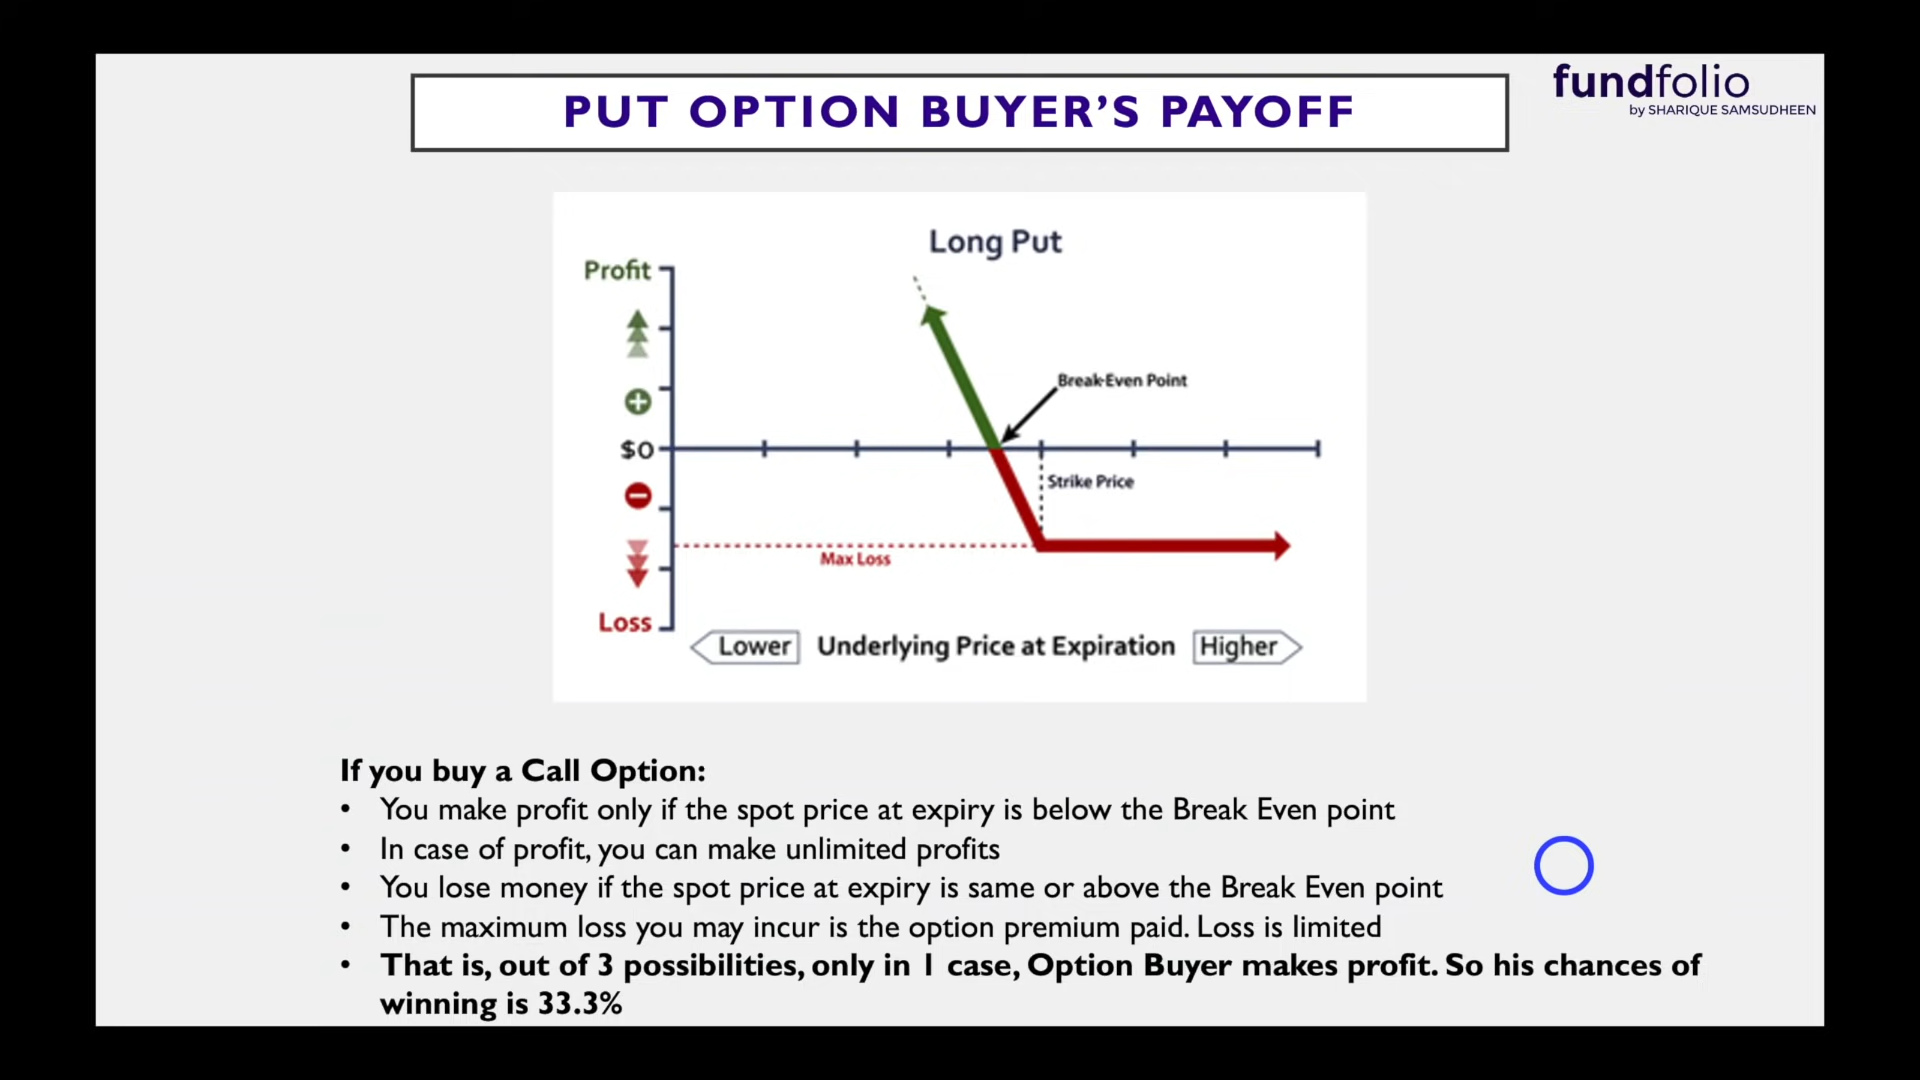 fundfolio
by SHARIQUE SAMSUDHEEN
PUT OPTION BUYER'S PAYOFF
Long Put
Profit
Break-Even Point
$0
Strike Price
Max Loss
Loss
Lower
Underlying Price at Expiration
Higher
If you buy a Call Option:
• You make profit only if the spot price at expiry is below the Break Even point
• In case of profit, you can make unlimited profits
• You lose money if the spot price at expiry is same or above the Break Even point
• The maximum loss you may incur is the option premium paid. Loss is limited
• That is, out of 3 possibilities, only in 1 case, Option Buyer makes profit. So his chances of
winning is 33.3%